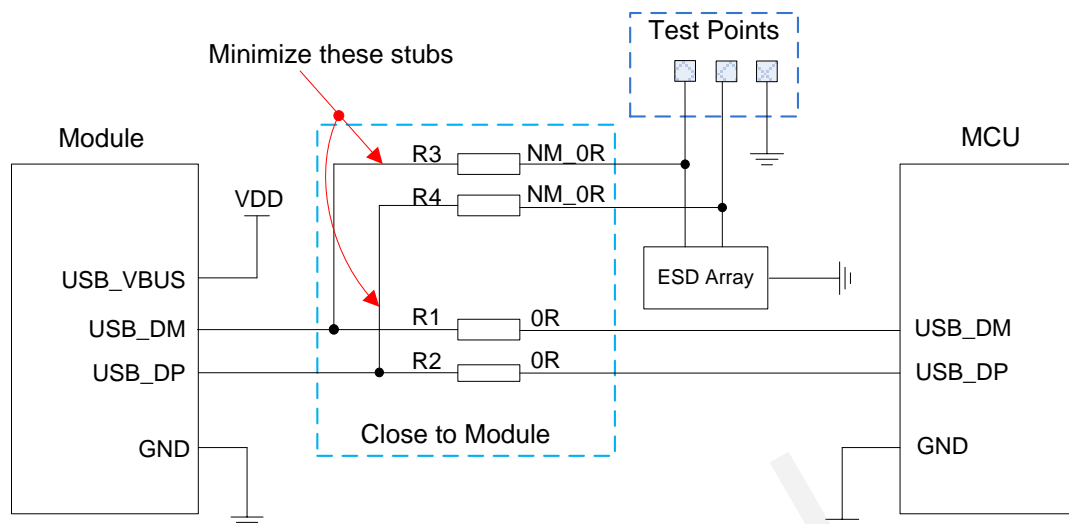 Test Points
Minimize these stubs
Module
MCU
R3 NM_0R
R4 NM_0R
VDD
USB_VBUS
ESD Array
USB_DM
R1 0R
USB_DM
USB_DP
R2 0R
USB_DP
GND
Close to Module
GND